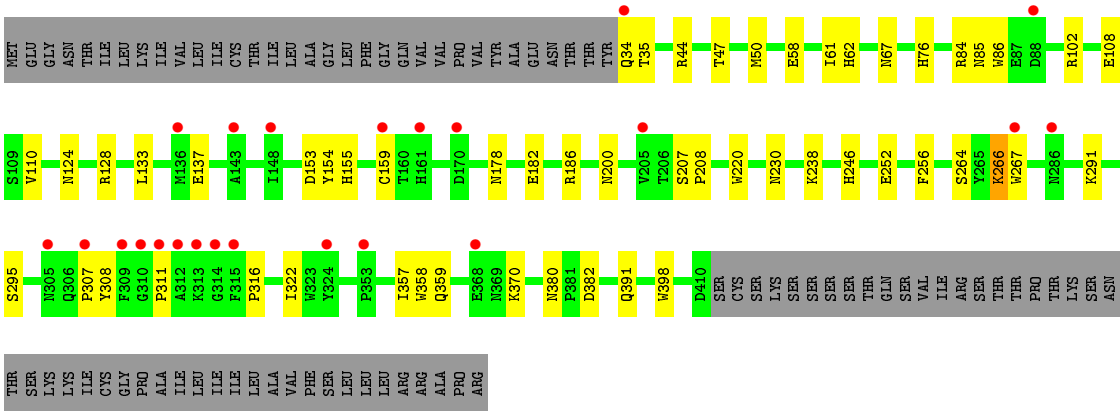 MET GLU GLY ASN THR ILE LEU LYS ILE VAL LEU ILE CYS THR ILE LEU ALA GLY LEU PHE GLY GLN VAL VAL PRO VAL TYR ALA GLU ASN THR THR TYR Q34 T35 R44 T47 M50 E58 I61 H62 N67 H76 R84 N85 W86 E87 D88 R102 E108
S109 V110 N124 R128 L133 M136 E137 A143 I148 D153 Y154 H155 C159 T160 H161 D170 N178 E182 R186 N200 V205 T206 S207 P208 W220 N230 K238 H246 E252 F256 S264 Y265 K266 W267 N286 K291
S295 N305 Q306 P307 Y308 F309 G310 P311 A312 K313 G314 F315 P316 I322 W323 Y324 P353 I357 W358 Q359 E368 N369 K370 N380 P381 D382 Q391 W398 D410 SER CYS SER LYS SER SER SER SER THR GLN SER VAL ILE ARG SER THR THR PRO THR LYS SER ASN
THR SER LYS LYS ILE CYS GLY PRO ALA ILE LEU ILE ILE LEU ALA VAL PHE SER LEU LEU LEU ARG ARG ALA PRO ARG